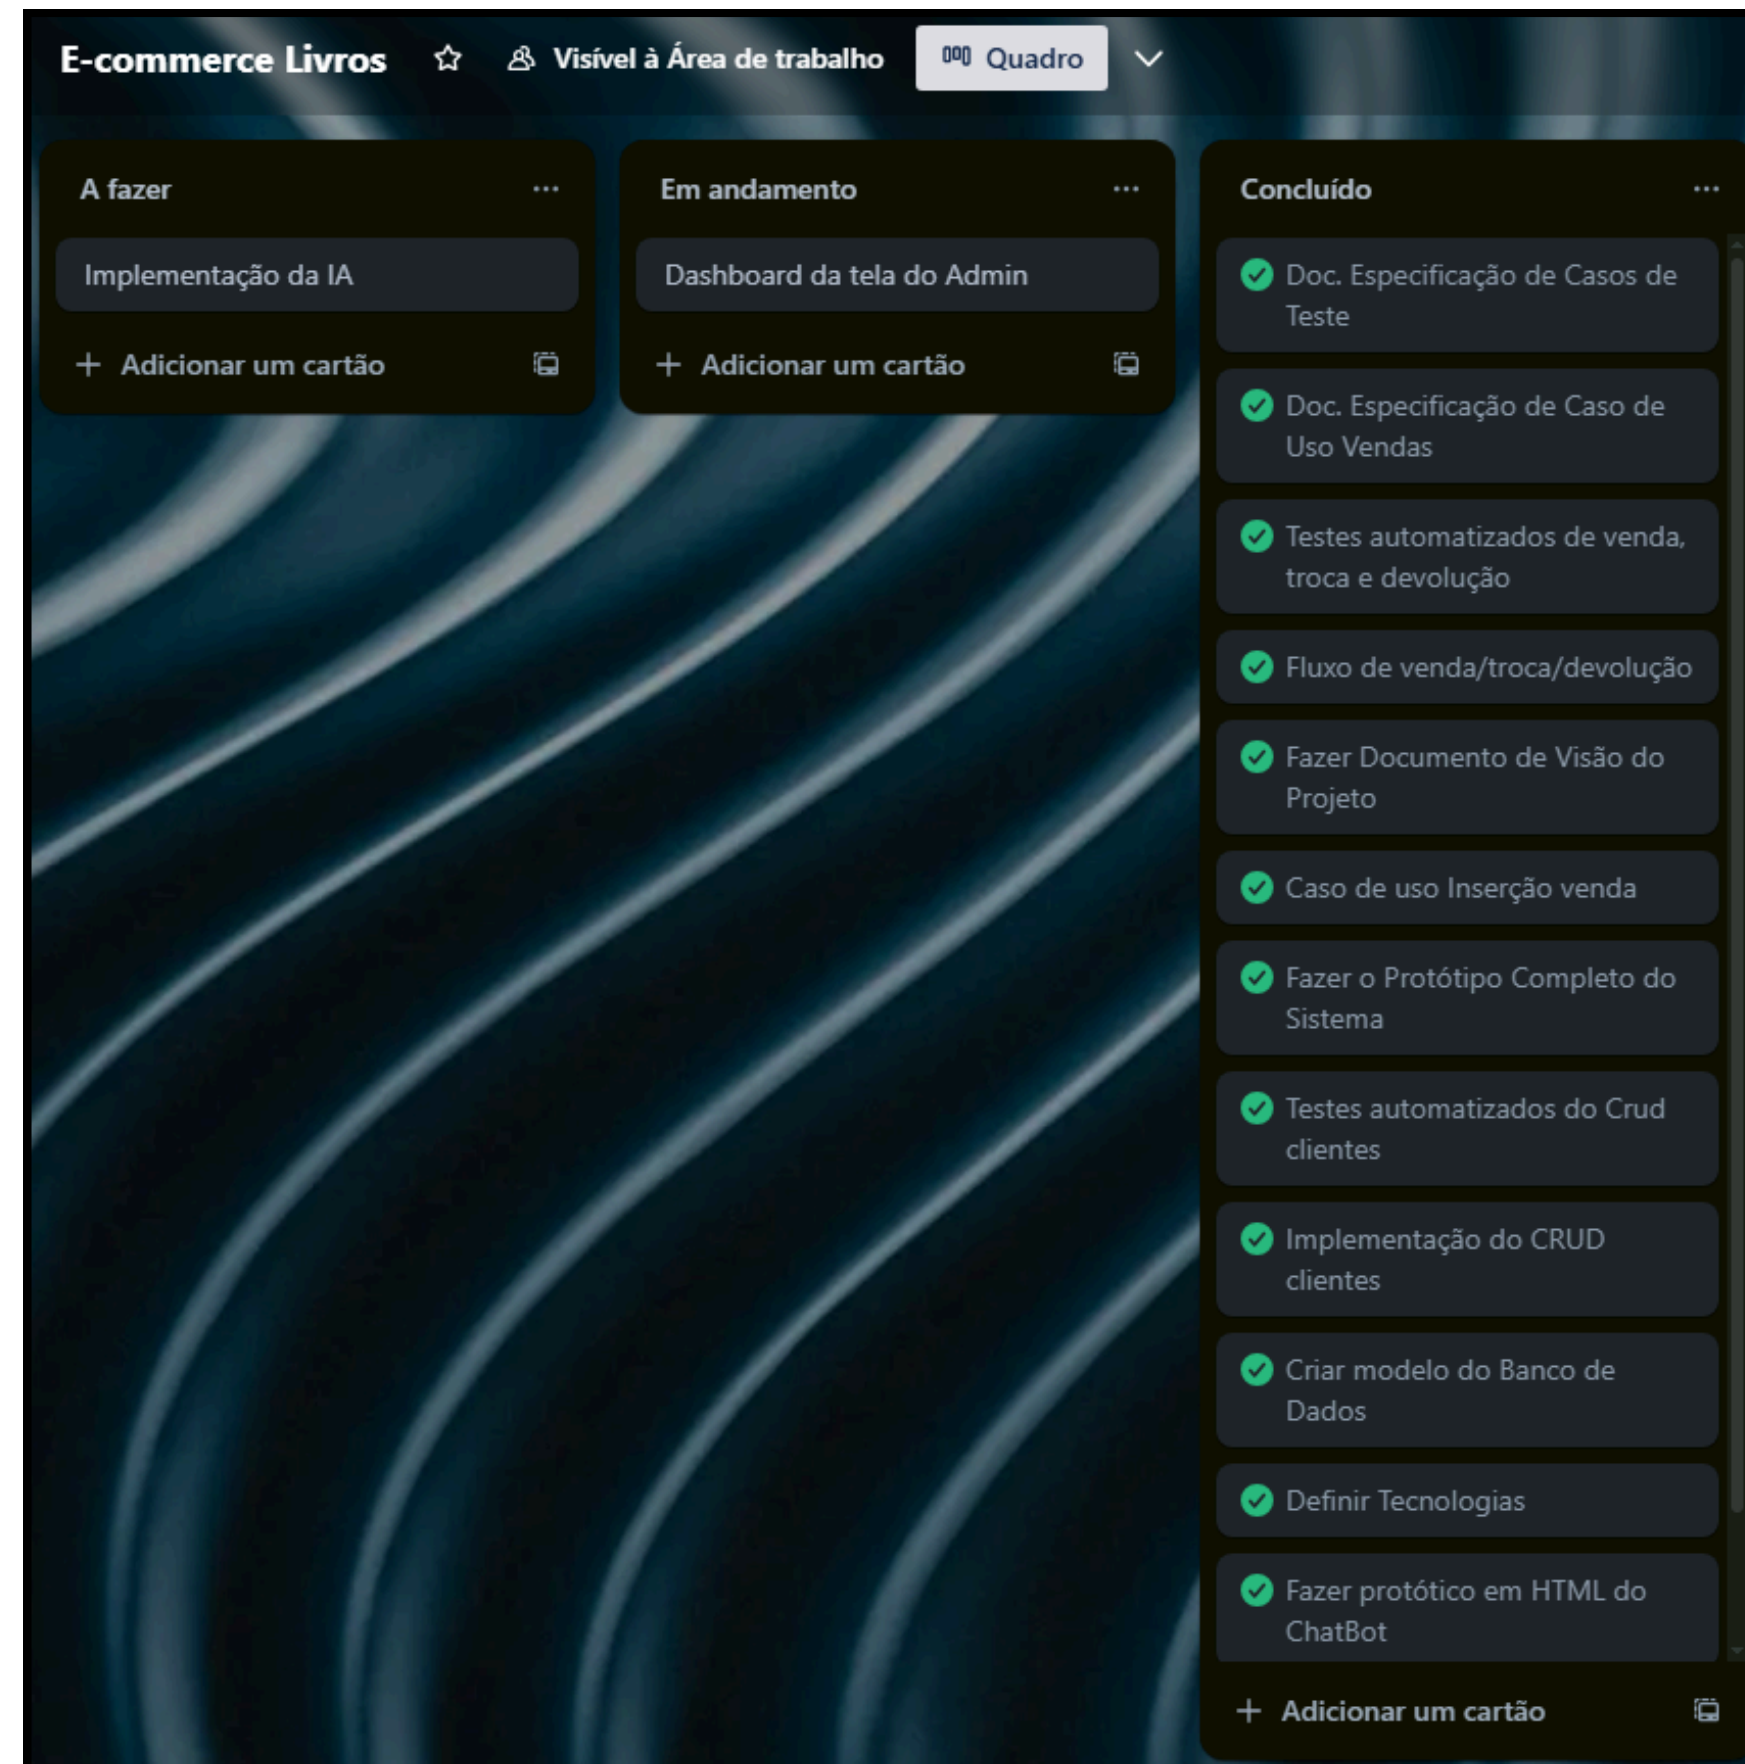 E-commerce Livros
Visível à Área de trabalho
Quadro
A fazer
Implementação da IA
Adicionar um cartão
Em andamento
Dashboard da tela do Admin
Adicionar um cartão
Concluído
Doc. Especificação de Casos de
Teste
Doc. Especificação de Caso de
Uso Vendas
Testes automatizados de venda,
troca e devolução
Fluxo de venda/troca/devolução
Fazer Documento de Visão do
Projeto
Caso de uso Inserção venda
Fazer o Protótipo Completo do
Sistema
Testes automatizados do Crud
clientes
Implementação do CRUD
clientes
Criar modelo do Banco de
Dados
Definir Tecnologias
Fazer protótico em HTML do
ChatBot
Adicionar um cartão